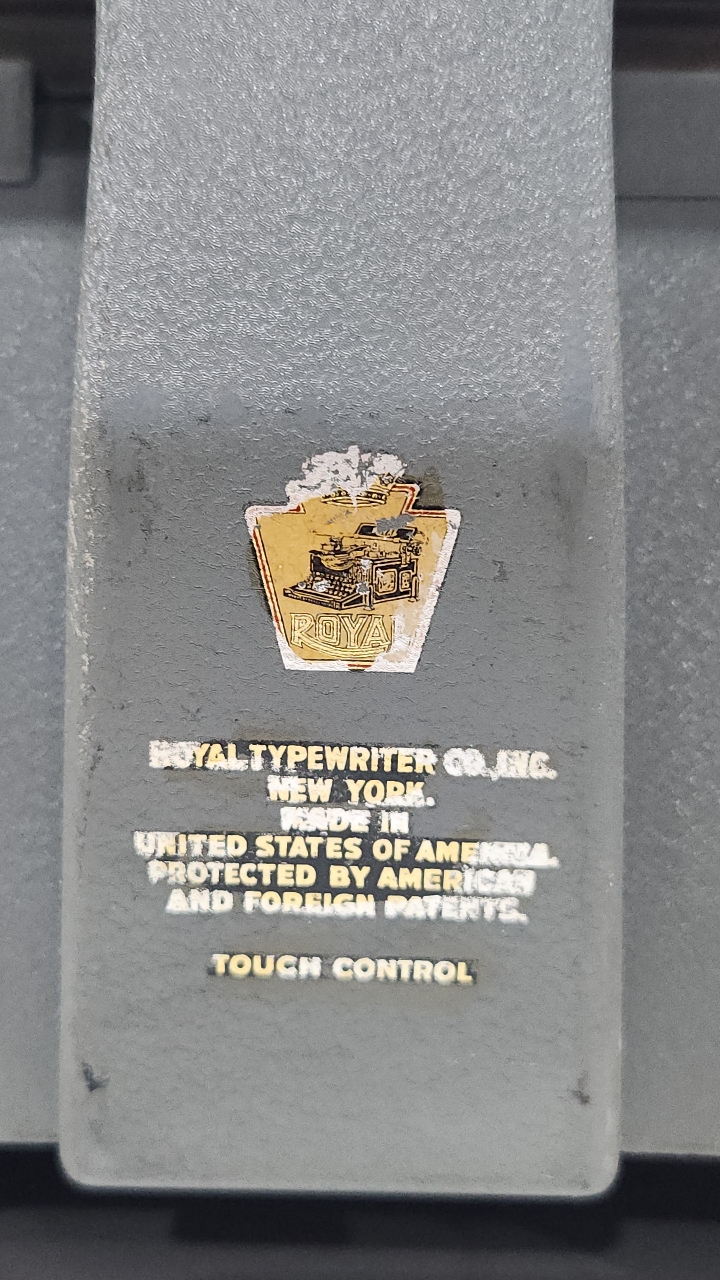 ROYAL
ROYAL TYPEWRITER CO., INC.
NEW YORK.
MADE IN
UNITED STATES OF AMERICA.
PROTECTED BY AMERICAN
AND FOREIGN PATENTS.
TOUCH CONTROL